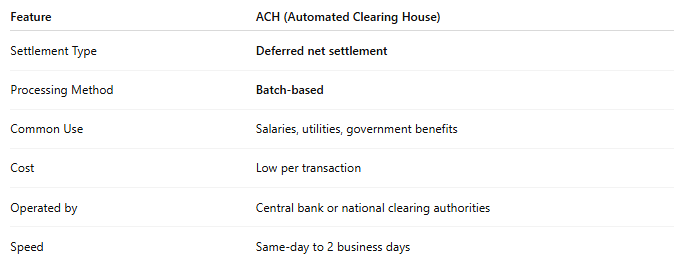 Feature ACH (Automated Clearing House)
Settlement Type Deferred net settlement
Processing Method Batch-based
Common Use Salaries, utilities, government benefits
Cost Low per transaction
Operated by Central bank or national clearing authorities
Speed Same-day to 2 business days